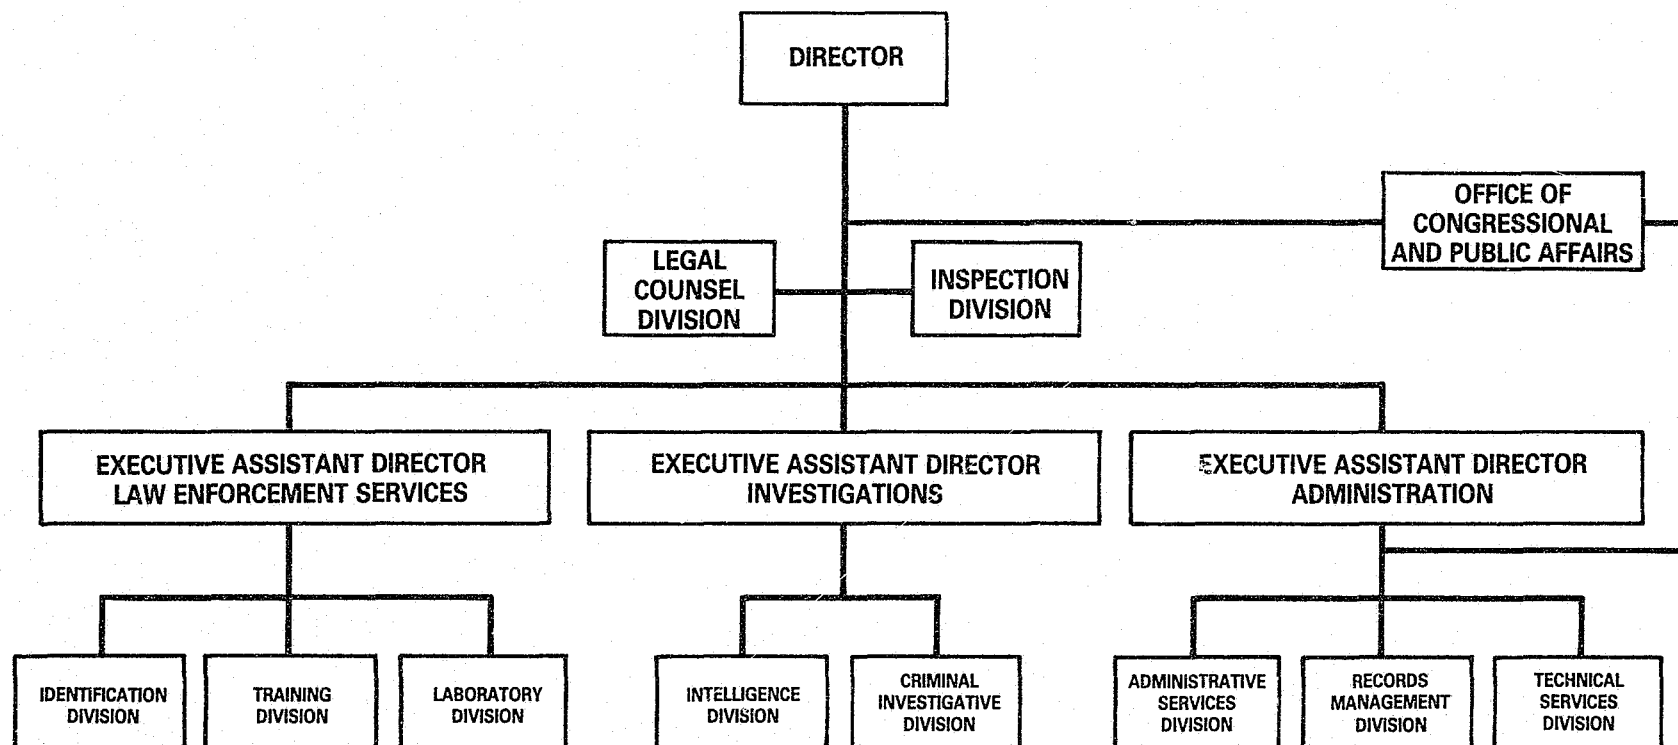 DIRECTOR
OFFICE OF
CONGRESSIONAL
AND PUBLIC AFFAIRS
LEGAL
COUNSEL
DIVISION
INSPECTION
DIVISION
EXECUTIVE ASSISTANT DIRECTOR
LAW ENFORCEMENT SERVICES
EXECUTIVE ASSISTANT DIRECTOR
INVESTIGATIONS
EXECUTIVE ASSISTANT DIRECTOR
ADMINISTRATION
IDENTIFICATION
DIVISION
TRAINING
DIVISION
LABORATORY
DIVISION
INTELLIGENCE
DIVISION
CRIMINAL
INVESTIGATIVE
DIVISION
ADMINISTRATIVE
SERVICES
DIVISION
RECORDS
MANAGEMENT
DIVISION
TECHNICAL
SERVICES
DIVISION